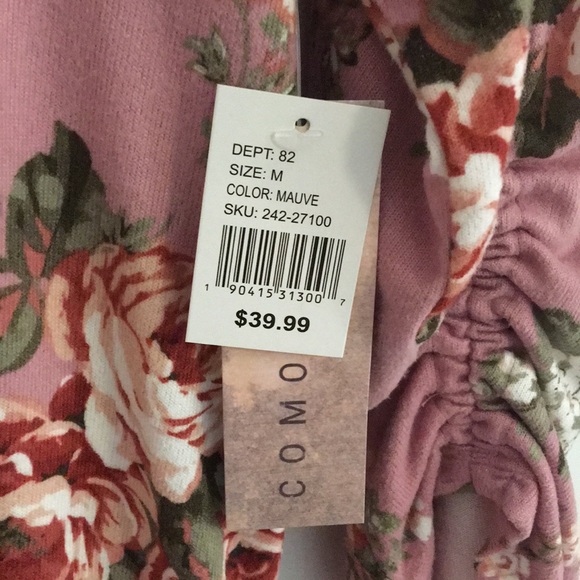 DEPT: 82
SIZE: M
COLOR: MAUVE
SKU: 242-27100
1 90415 31300 7
$39.99
COMO